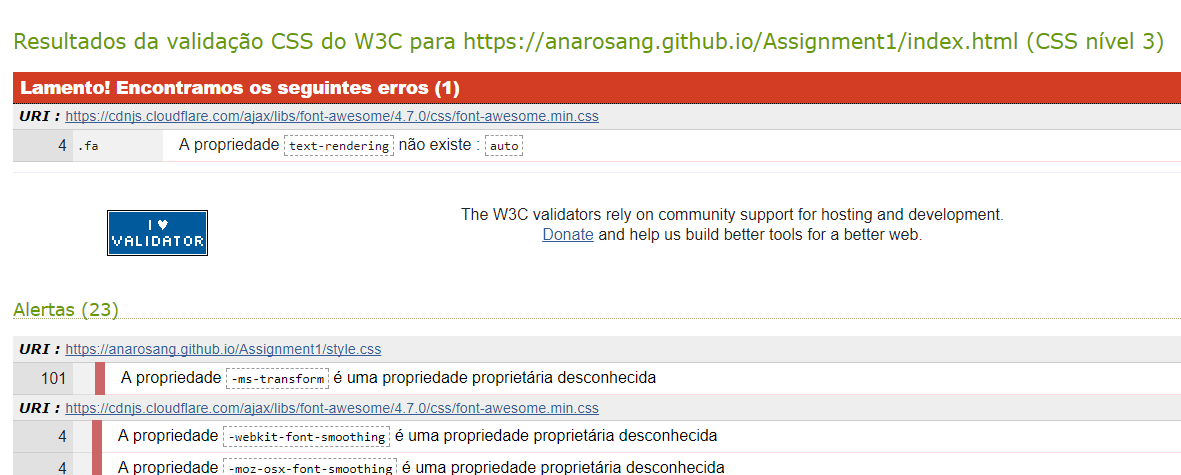 Resultados da validação CSS do W3C para https://anarosang.github.io/Assignment1/index.html (CSS nível 3)
Lamento! Encontramos os seguintes erros (1)
URI : https://cdnjs.cloudflare.com/ajax/libs/font-awesome/4.7.0/css/font-awesome.min.css
4 .fa A propriedade text-rendering não existe : auto
I ♥
VALIDATOR
The W3C validators rely on community support for hosting and development.
Donate and help us build better tools for a better web.
Alertas (23)
URI : https://anarosang.github.io/Assignment1/style.css
101 A propriedade -ms-transform é uma propriedade proprietária desconhecida
URI : https://cdnjs.cloudflare.com/ajax/libs/font-awesome/4.7.0/css/font-awesome.min.css
4 A propriedade -webkit-font-smoothing é uma propriedade proprietária desconhecida
4 A propriedade -moz-osx-font-smoothing é uma propriedade proprietária desconhecida